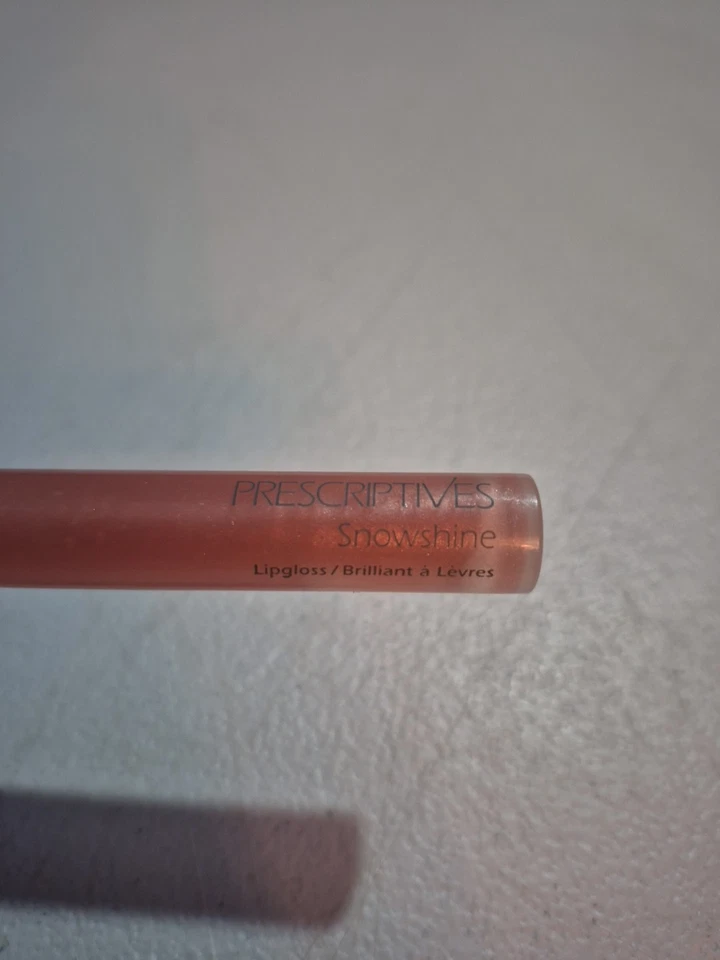 PRESCRIPTIVES
Snowshine
Lipgloss / Brilliant à Lèvres